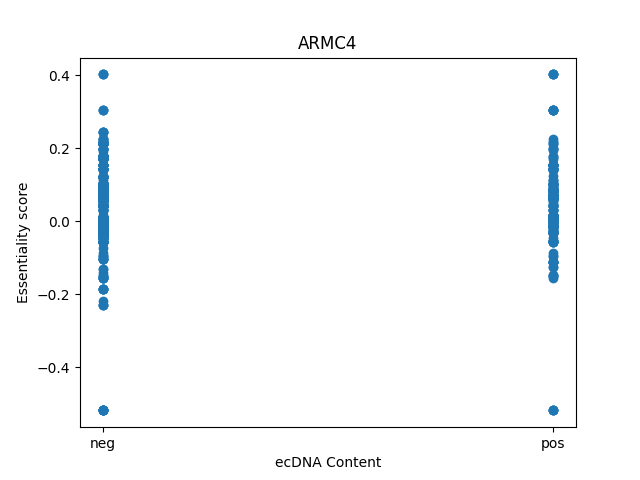 ARMC4
Essentiality score
0.4
0.2
0.0
−0.2
−0.4
neg
pos
ecDNA Content